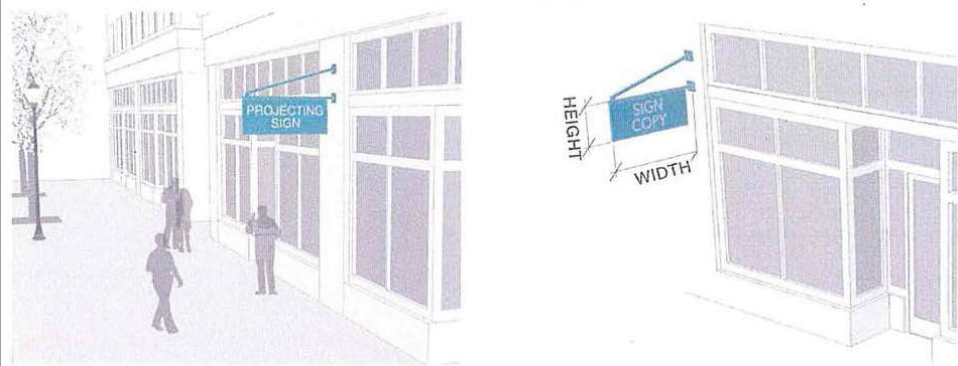 PROJECTING
SIGN
SIGN
COPY
HEIGHT
WIDTH